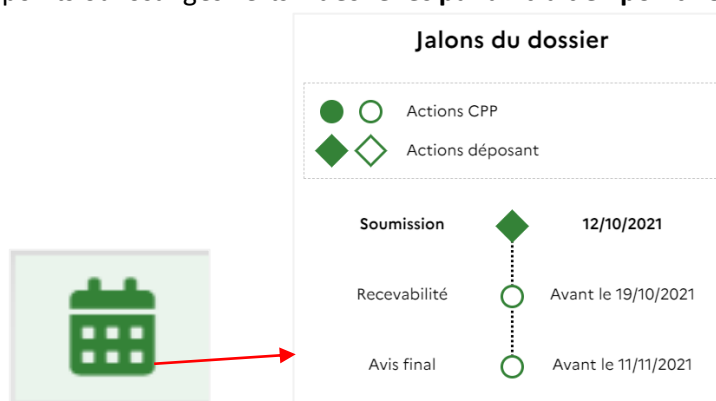 Jalons du dossier
Actions CPP
Actions déposant
Soumission 12/10/2021
Recevabilité Avant le 19/10/2021
Avis final Avant le 11/11/2021